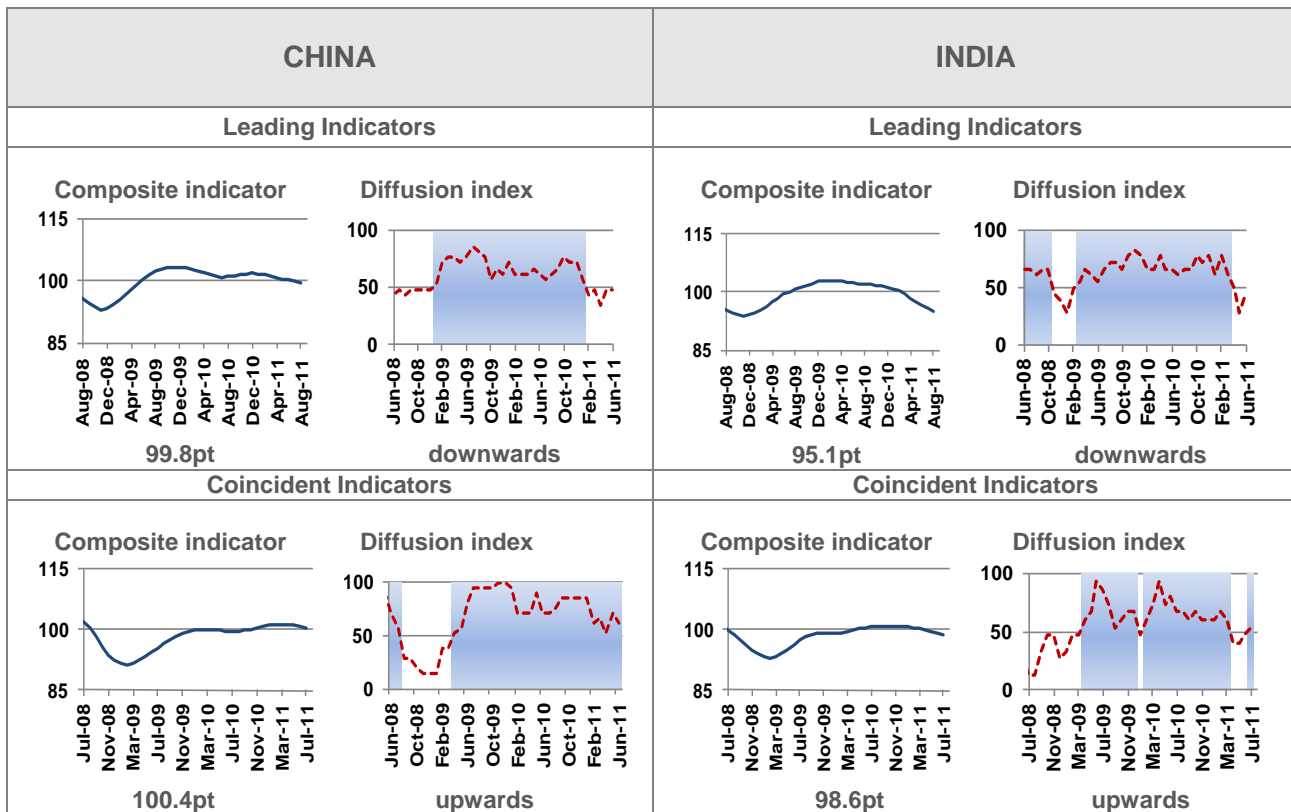 CHINA
INDIA
Leading Indicators
Leading Indicators
Composite indicator
115
100
85
Aug-08
Dec-08
Apr-09
Aug-09
Dec-09
Apr-10
Aug-10
Dec-10
Apr-11
Aug-11
99.8pt
Diffusion index
100
50
0
Jun-08
Oct-08
Feb-09
Jun-09
Oct-09
Feb-10
Jun-10
Oct-10
Feb-11
Jun-11
downwards
Composite indicator
115
100
85
Aug-08
Dec-08
Apr-09
Aug-09
Dec-09
Apr-10
Aug-10
Dec-10
Apr-11
Aug-11
95.1pt
Diffusion index
100
50
0
Jun-08
Oct-08
Feb-09
Jun-09
Oct-09
Feb-10
Jun-10
Oct-10
Feb-11
Jun-11
downwards
Coincident Indicators
Coincident Indicators
Composite indicator
115
100
85
Jul-08
Nov-08
Mar-09
Jul-09
Nov-09
Mar-10
Jul-10
Nov-10
Mar-11
Jul-11
100.4pt
Diffusion index
100
50
0
Jun-08
Oct-08
Feb-09
Jun-09
Oct-09
Feb-10
Jun-10
Oct-10
Feb-11
Jun-11
upwards
Composite indicator
115
100
85
Jul-08
Nov-08
Mar-09
Jul-09
Nov-09
Mar-10
Jul-10
Nov-10
Mar-11
Jul-11
98.6pt
Diffusion index
100
50
0
Jul-08
Nov-08
Mar-09
Jul-09
Nov-09
Mar-10
Jul-10
Nov-10
Mar-11
Jul-11
upwards